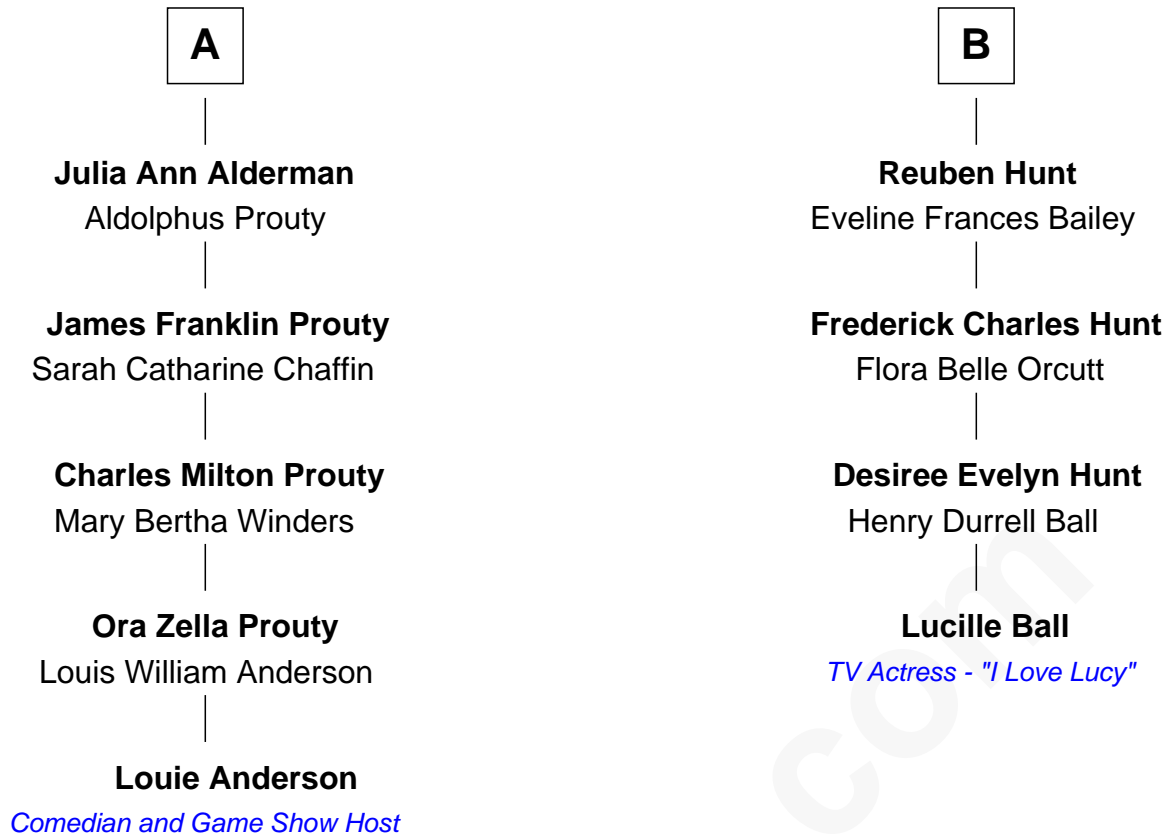 A
Julia Ann Alderman
Aldolphus Prouty
James Franklin Prouty
Sarah Catharine Chaffin
Charles Milton Prouty
Mary Bertha Winders
Ora Zella Prouty
Louis William Anderson
Louie Anderson
Comedian and Game Show Host
B
Reuben Hunt
Eveline Frances Bailey
Frederick Charles Hunt
Flora Belle Orcutt
Desiree Evelyn Hunt
Henry Durrell Ball
Lucille Ball
TV Actress - "I Love Lucy"
com